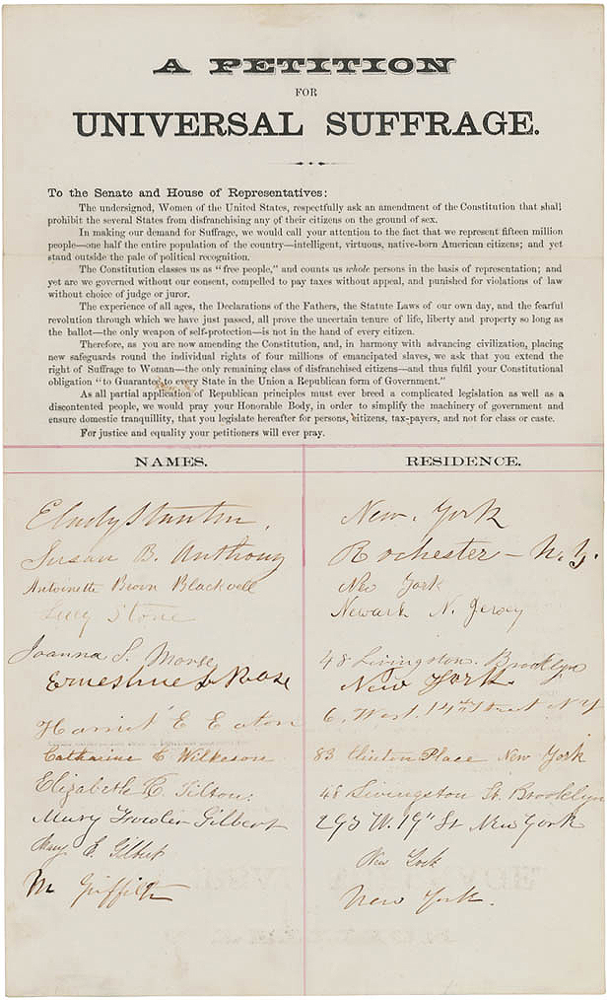 A PETITION
FOR
UNIVERSAL SUFFRAGE.
To the Senate and House of Representatives:
The undersigned, Women of the United States, respectfully ask an amendment of the Constitution that shall
prohibit the several States from disfranchising any of their citizens on the ground of sex.
In making our demand for Suffrage, we would call your attention to the fact that we represent fifteen million
people—one half the entire population of the country—intelligent, virtuous, native-born American citizens; and yet
stand outside the pale of political recognition.
The Constitution classes us as "free people," and counts us whole persons in the basis of representation; and
yet are we governed without our consent, compelled to pay taxes without appeal, and punished for violations of law
without choice of judge or juror.
The experience of all ages, the Declarations of the Fathers, the Statute Laws of our own day, and the fearful
revolution through which we have just passed, all prove the uncertain tenure of life, liberty and property so long as
the ballot—the only weapon of self-protection—is not in the hand of every citizen.
Therefore, as you are now amending the Constitution, and, in harmony with advancing civilization, placing
new safeguards round the individual rights of four millions of emancipated slaves, we ask that you extend the
right of Suffrage to Woman—the only remaining class of disfranchised citizens—and thus fulfil your Constitutional
obligation "to Guarantee to every State in the Union a Republican form of Government."
As all partial application of Republican principles must ever breed a complicated legislation as well as a
discontented people, we would pray your Honorable Body, in order to simplify the machinery of government and
ensure domestic tranquillity, that you legislate hereafter for persons, citizens, tax-payers, and not for class or caste.
For justice and equality your petitioners will ever pray.
NAMES. RESIDENCE.
E Cady Stanton, New York
Susan B. Anthony Rochester - N.Y.
Antoinette Brown Blackwell New York
Lucy Stone Newark N. Jersey
Joanna S. Morse 48 Livingston. Brooklyn
Ernestine L Rose New York
Harriet E Eaton 6. West. 14th Street N.Y
Catharine C Wilkeson 83 Clinton Place New York
Elizabeth R. Tilton. 48 Livingston St. Brooklyn
Mary Fowler Gilbert 293 W. 19" St New York
Mary E. Gilbert New York
M Griffith New York.